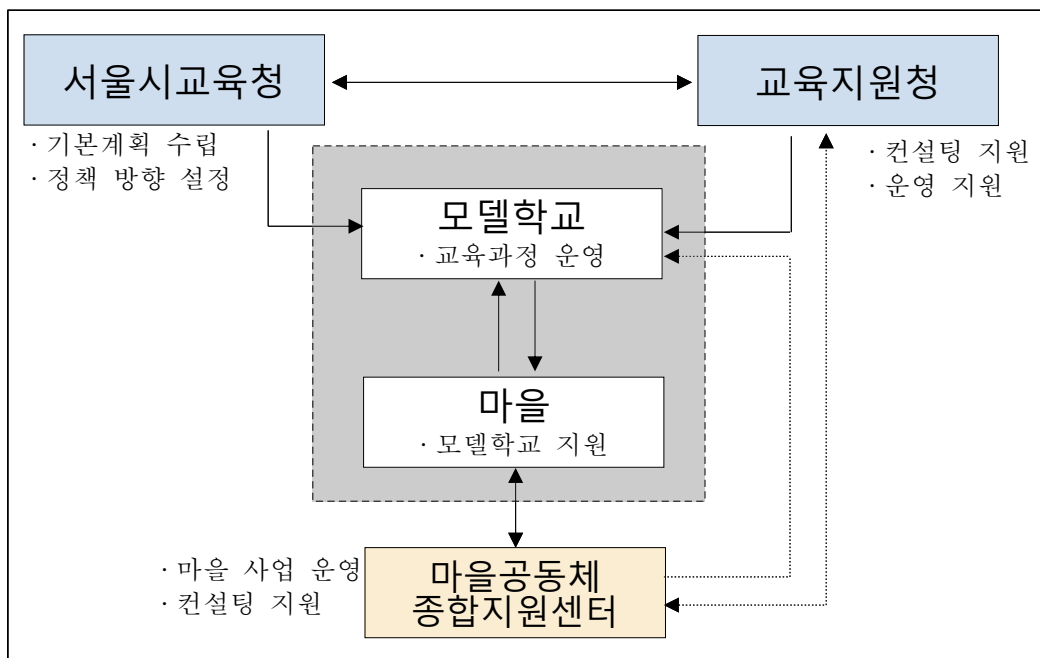 서울시교육청
교육지원청
· 기본계획 수립
· 정책 방향 설정
· 컨설팅 지원
· 운영 지원
모델학교
· 교육과정 운영
마을
· 모델학교 지원
· 마을 사업 운영
· 컨설팅 지원
마을공동체
종합지원센터